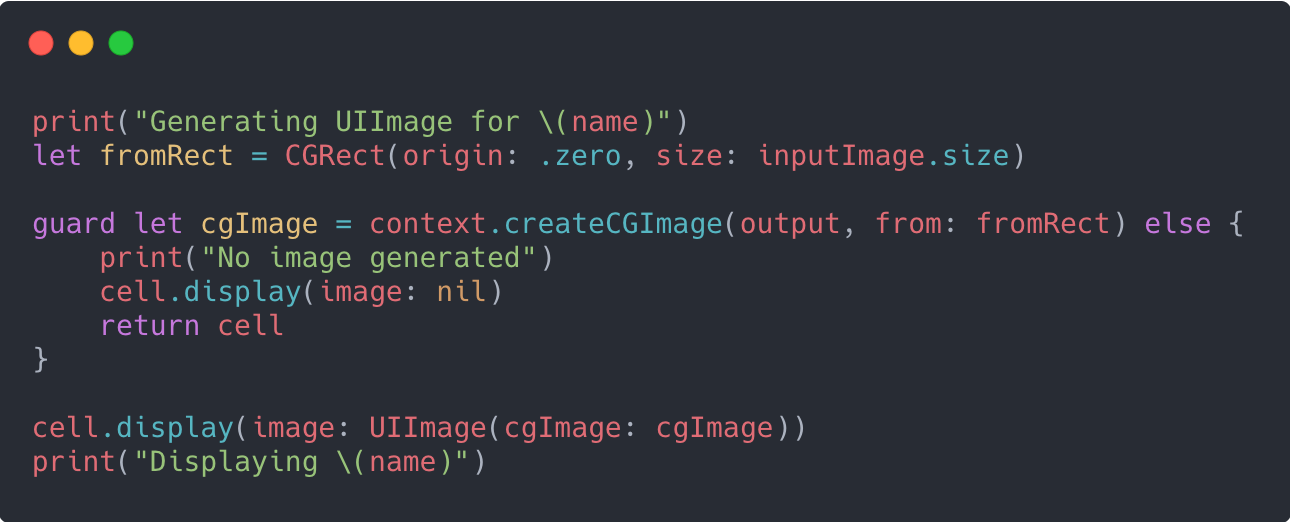 print("Generating UIImage for \(name)")
let fromRect = CGRect(origin: .zero, size: inputImage.size)

guard let cgImage = context.createCGImage(output, from: fromRect) else {
    print("No image generated")
    cell.display(image: nil)
    return cell
}

cell.display(image: UIImage(cgImage: cgImage))
print("Displaying \(name)")